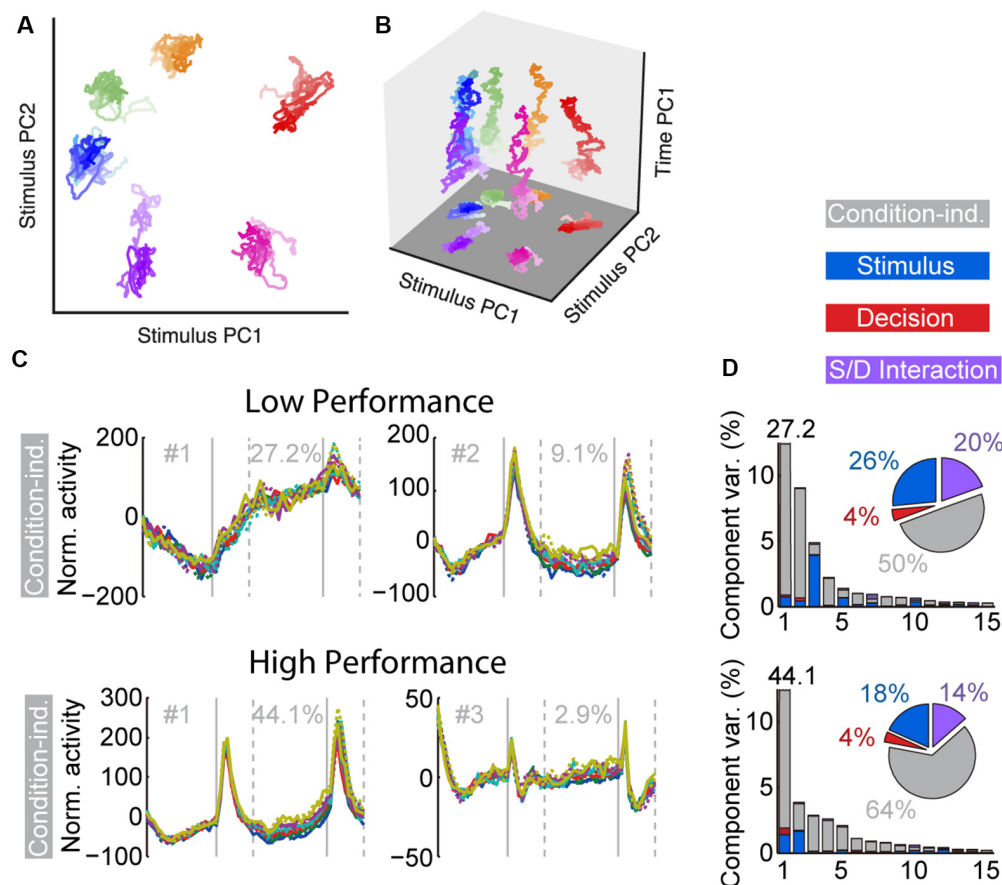 A
Stimulus PC2
Stimulus PC1
B
Time PC1
Stimulus PC2
Stimulus PC1
Condition-ind.
Stimulus
Decision
S/D Interaction
C
Low Performance
Condition-ind.
Norm. activity
200
100
0
−200
#1
27.2%
200
100
0
−100
#2
9.1%
High Performance
Condition-ind.
Norm. activity
300
200
100
0
−100
#1
44.1%
50
0
−50
#3
2.9%
D
Component var. (%)
27.2
10
5
0
1
5
10
15
26%
20%
4%
50%
Component var. (%)
44.1
10
5
0
1
5
10
15
18%
14%
4%
64%